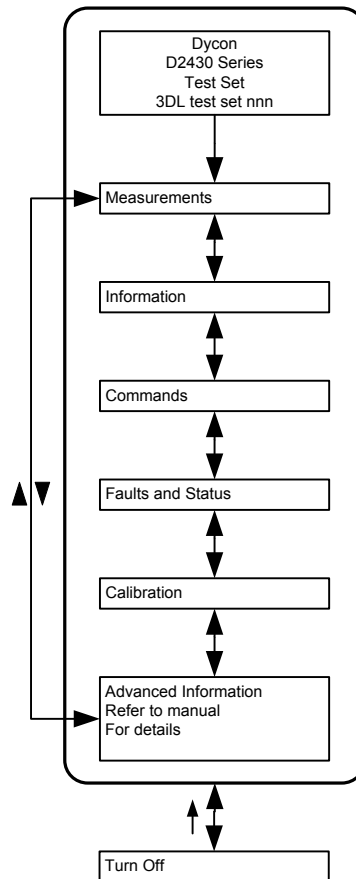 Dycon
D2430 Series
Test Set
3DL test set nnn
Measurements
Information
Commands
Faults and Status
Calibration
Advanced Information
Refer to manual
For details
Turn Off